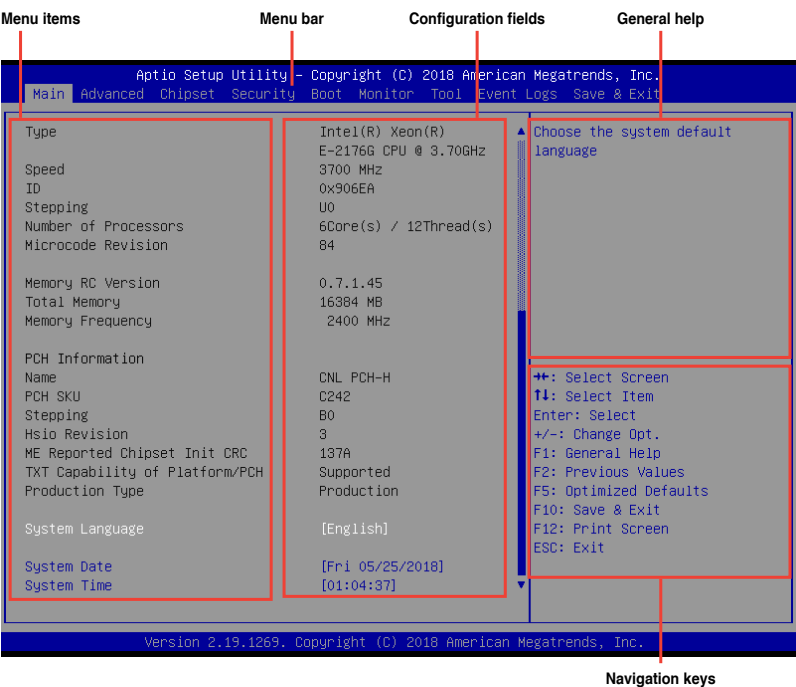 Menu items Menu bar Configuration fields General help
Aptio Setup Utility – Copyright (C) 2018 American Megatrends, Inc.
Main Advanced Chipset Security Boot Monitor Tool Event Logs Save & Exit
Type Intel(R) Xeon(R)
E-2176G CPU @ 3.70GHz
Speed 3700 MHz
ID 0x906EA
Stepping U0
Number of Processors 6Core(s) / 12Thread(s)
Microcode Revision 84
Memory RC Version 0.7.1.45
Total Memory 16384 MB
Memory Frequency 2400 MHz
PCH Information
Name CNL PCH-H
PCH SKU C242
Stepping B0
Hsio Revision 3
ME Reported Chipset Init CRC 137A
TXT Capability of Platform/PCH Supported
Production Type Production
System Language [English]
System Date [Fri 05/25/2018]
System Time [01:04:37]
Choose the system default
language
→←: Select Screen
↑↓: Select Item
Enter: Select
+/-: Change Opt.
F1: General Help
F2: Previous Values
F5: Optimized Defaults
F10: Save & Exit
F12: Print Screen
ESC: Exit
Version 2.19.1269. Copyright (C) 2018 American Megatrends, Inc.
Navigation keys